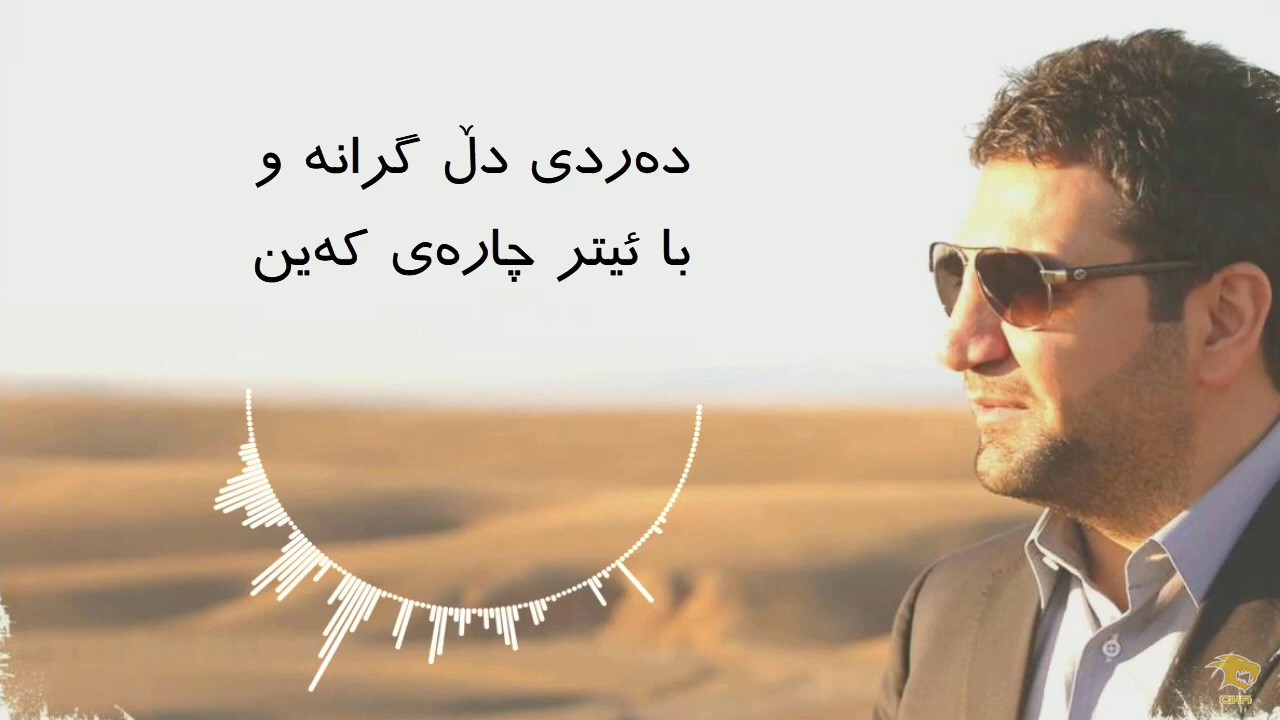 دەردی دڵ گرانە و
با ئیتر چارەی کەین